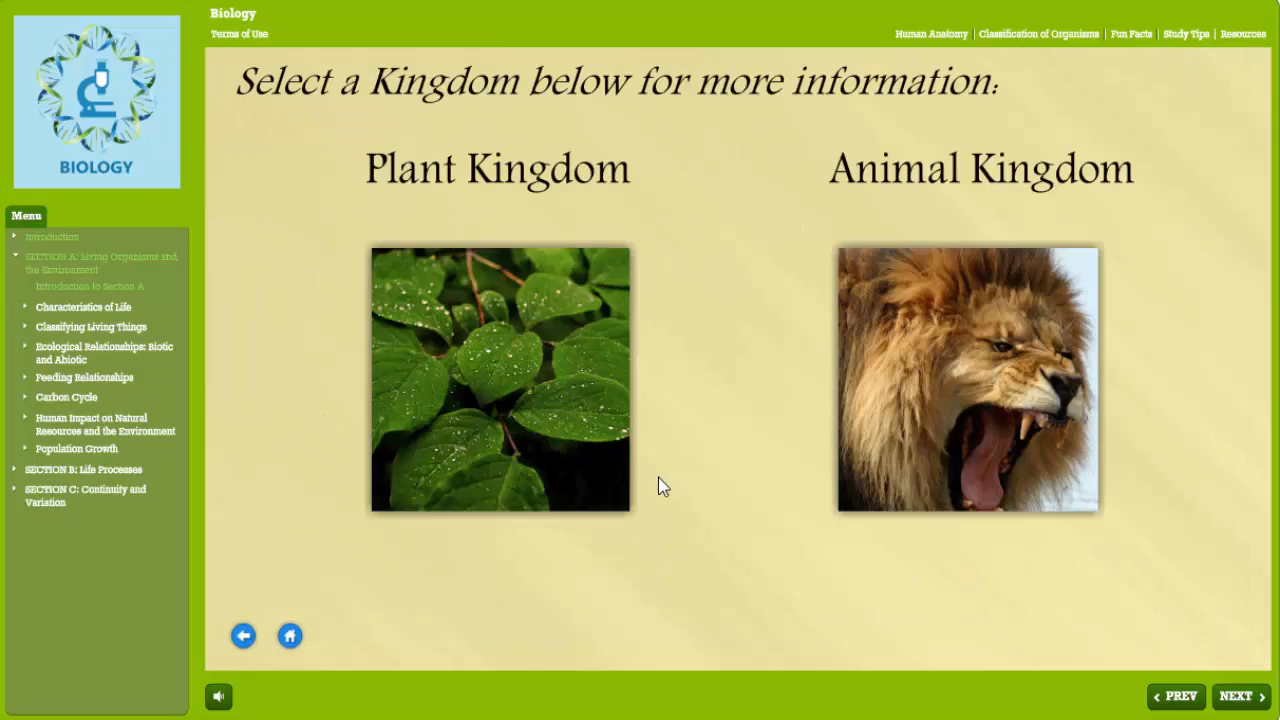 Biology
Terms of Use
Human Anatomy | Classification of Organisms | Fun Facts | Study Tips | Resources
BIOLOGY
Menu
Introduction
SECTION A: Living Organisms and
the Environment
Introduction to Section A
Characteristics of Life
Classifying Living Things
Ecological Relationships: Biotic
and Abiotic
Feeding Relationships
Carbon Cycle
Human Impact on Natural
Resources and the Environment
Population Growth
SECTION B: Life Processes
SECTION C: Continuity and
Variation
Select a Kingdom below for more information:
Plant Kingdom
Animal Kingdom
PREV
NEXT